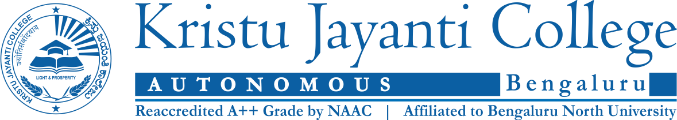 Kristu Jayanti College
AUTONOMOUS Bengaluru
Reaccredited A++ Grade by NAAC | Affiliated to Bengaluru North University
KRISTU JAYANTI COLLEGE
LIGHT & PROSPERITY